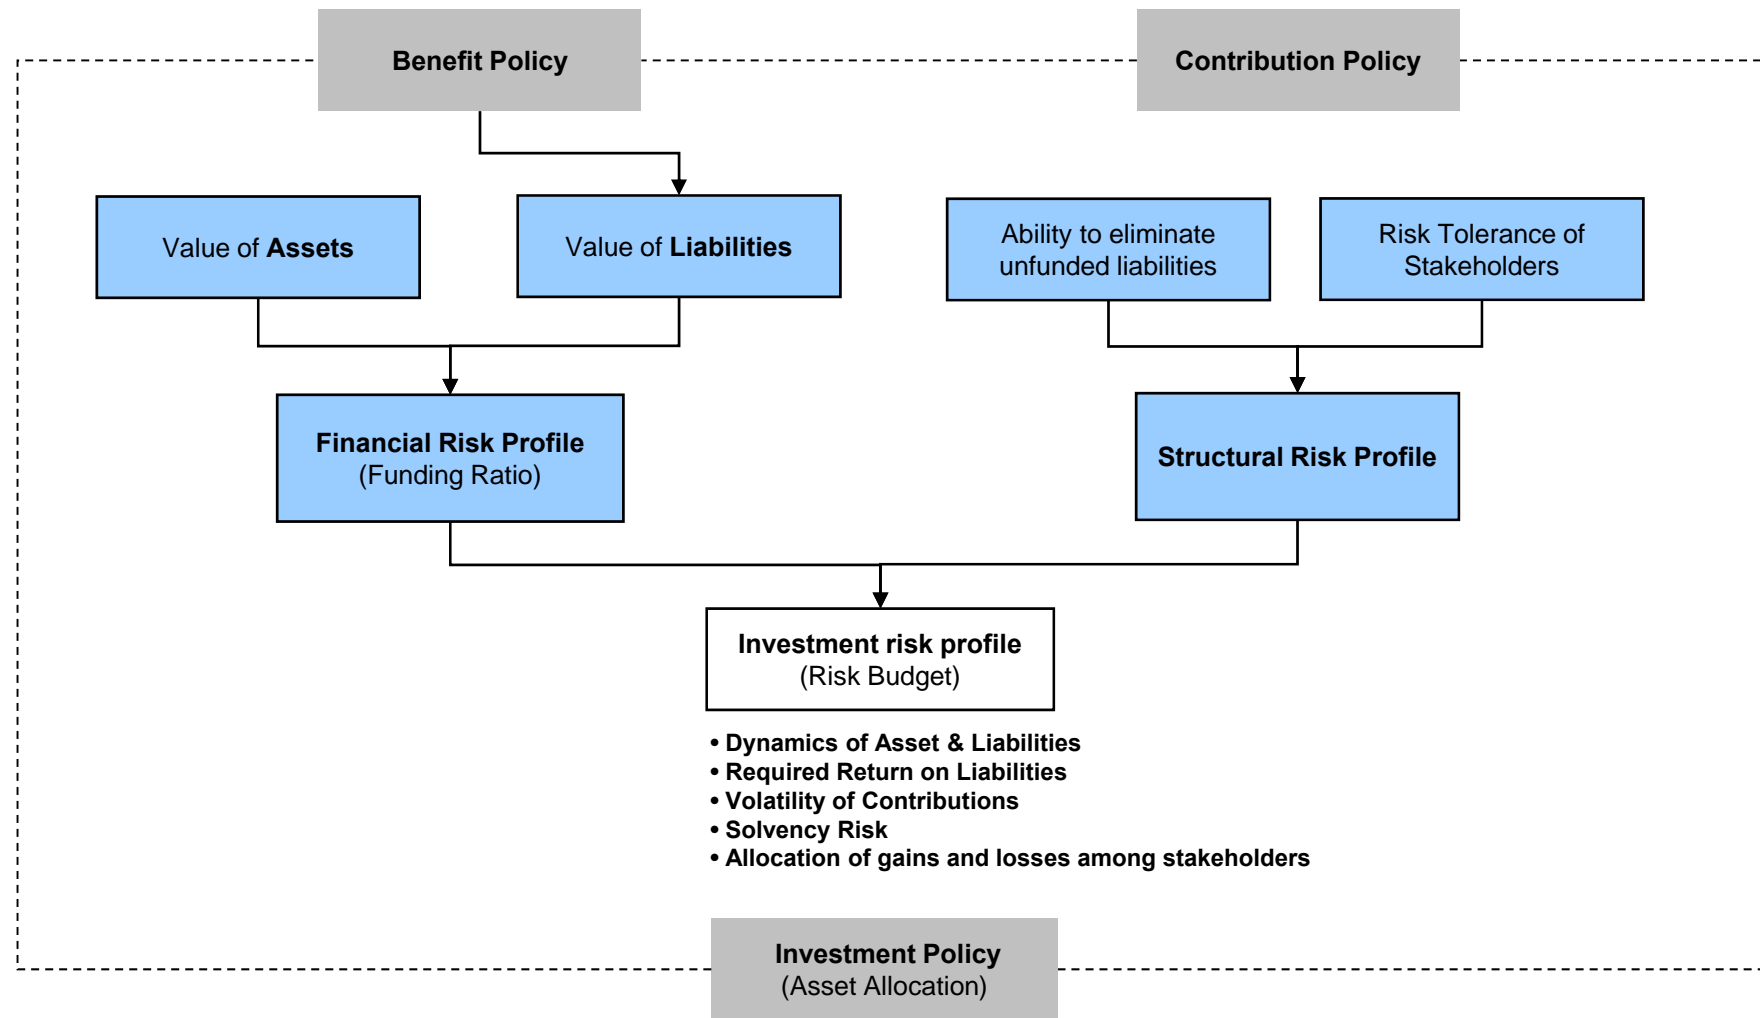 Benefit Policy
Contribution Policy
Value of Assets
Value of Liabilities
Ability to eliminate
unfunded liabilities
Risk Tolerance of
Stakeholders
Financial Risk Profile
(Funding Ratio)
Structural Risk Profile
Investment risk profile
(Risk Budget)
• Dynamics of Asset & Liabilities
• Required Return on Liabilities
• Volatility of Contributions
• Solvency Risk
• Allocation of gains and losses among stakeholders
Investment Policy
(Asset Allocation)